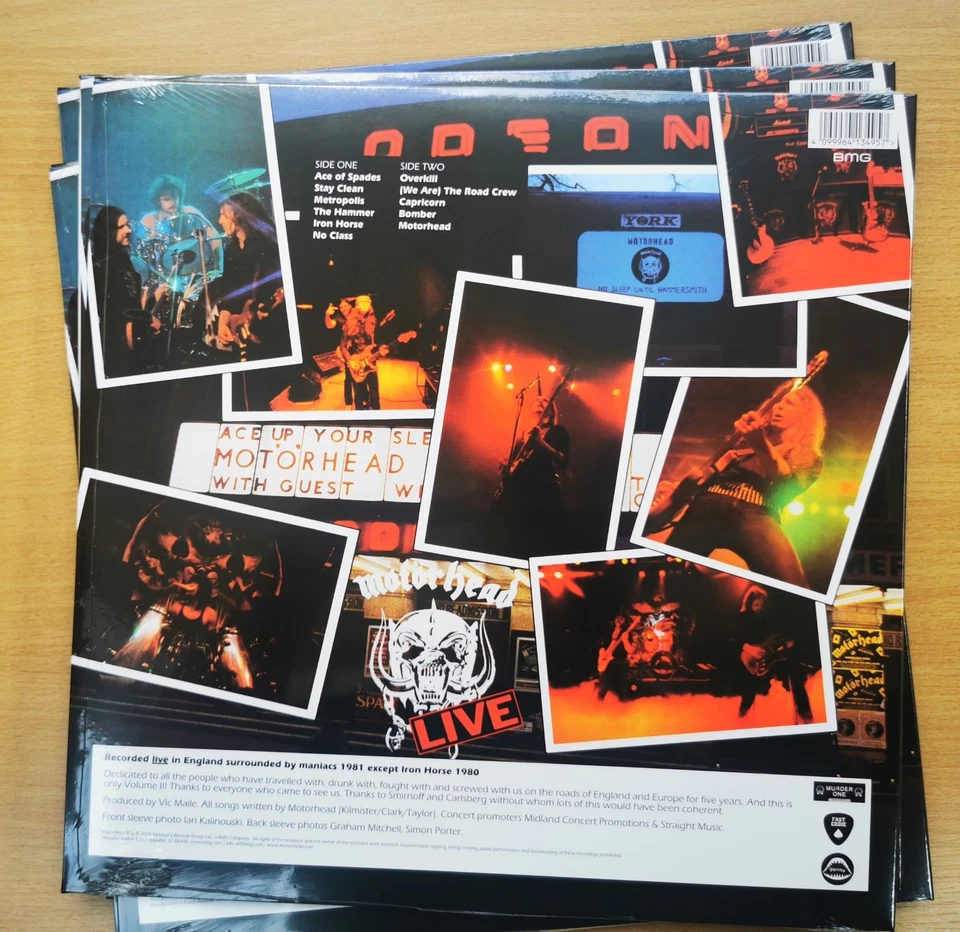 ODEON
4 099964 134957 >
BMG
SIDE ONE
Ace of Spades
Stay Clean
Metropolis
The Hammer
Iron Horse
No Class
SIDE TWO
Overkill
(We Are) The Road Crew
Capricorn
Bomber
Motorhead
YORK
MOTORHEAD
NO SLEEP UNTIL HAMMERSMITH
ACE UP YOUR SLE
MOTÖRHEAD
WITH GUEST WI
motörhead
LIVE
Motörhead
Motörhead
Recorded live in England surrounded by maniacs 1981 except Iron Horse 1980
Dedicated to all the people who have travelled with, drunk with, fought with and screwed with us on the roads of England and Europe for five years. And this is
only Volume I!! Thanks to everyone who came to see us. Thanks to Smirnoff and Carlsberg without whom lots of this would have been coherent.
Produced by Vic Maile. All songs written by Motorhead (Kilmister/Clark/Taylor). Concert promoters Midland Concert Promotions & Straight Music.
Front sleeve photo Ian Kalinouski. Back sleeve photos Graham Mitchell, Simon Porter.
MURDER
ONE
FAST
EDDIE